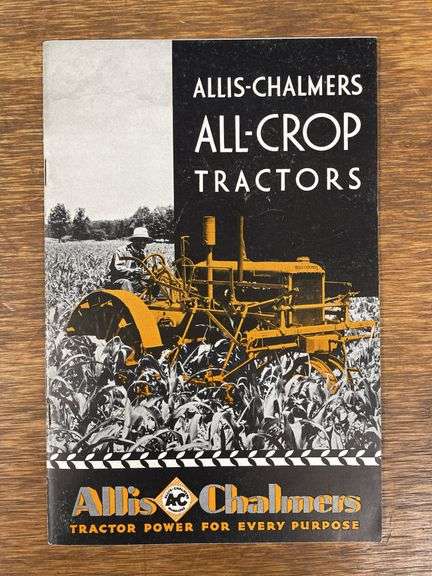 ALLIS-CHALMERS
ALL-CROP
TRACTORS
Allis AC Chalmers
TRACTOR POWER FOR EVERY PURPOSE